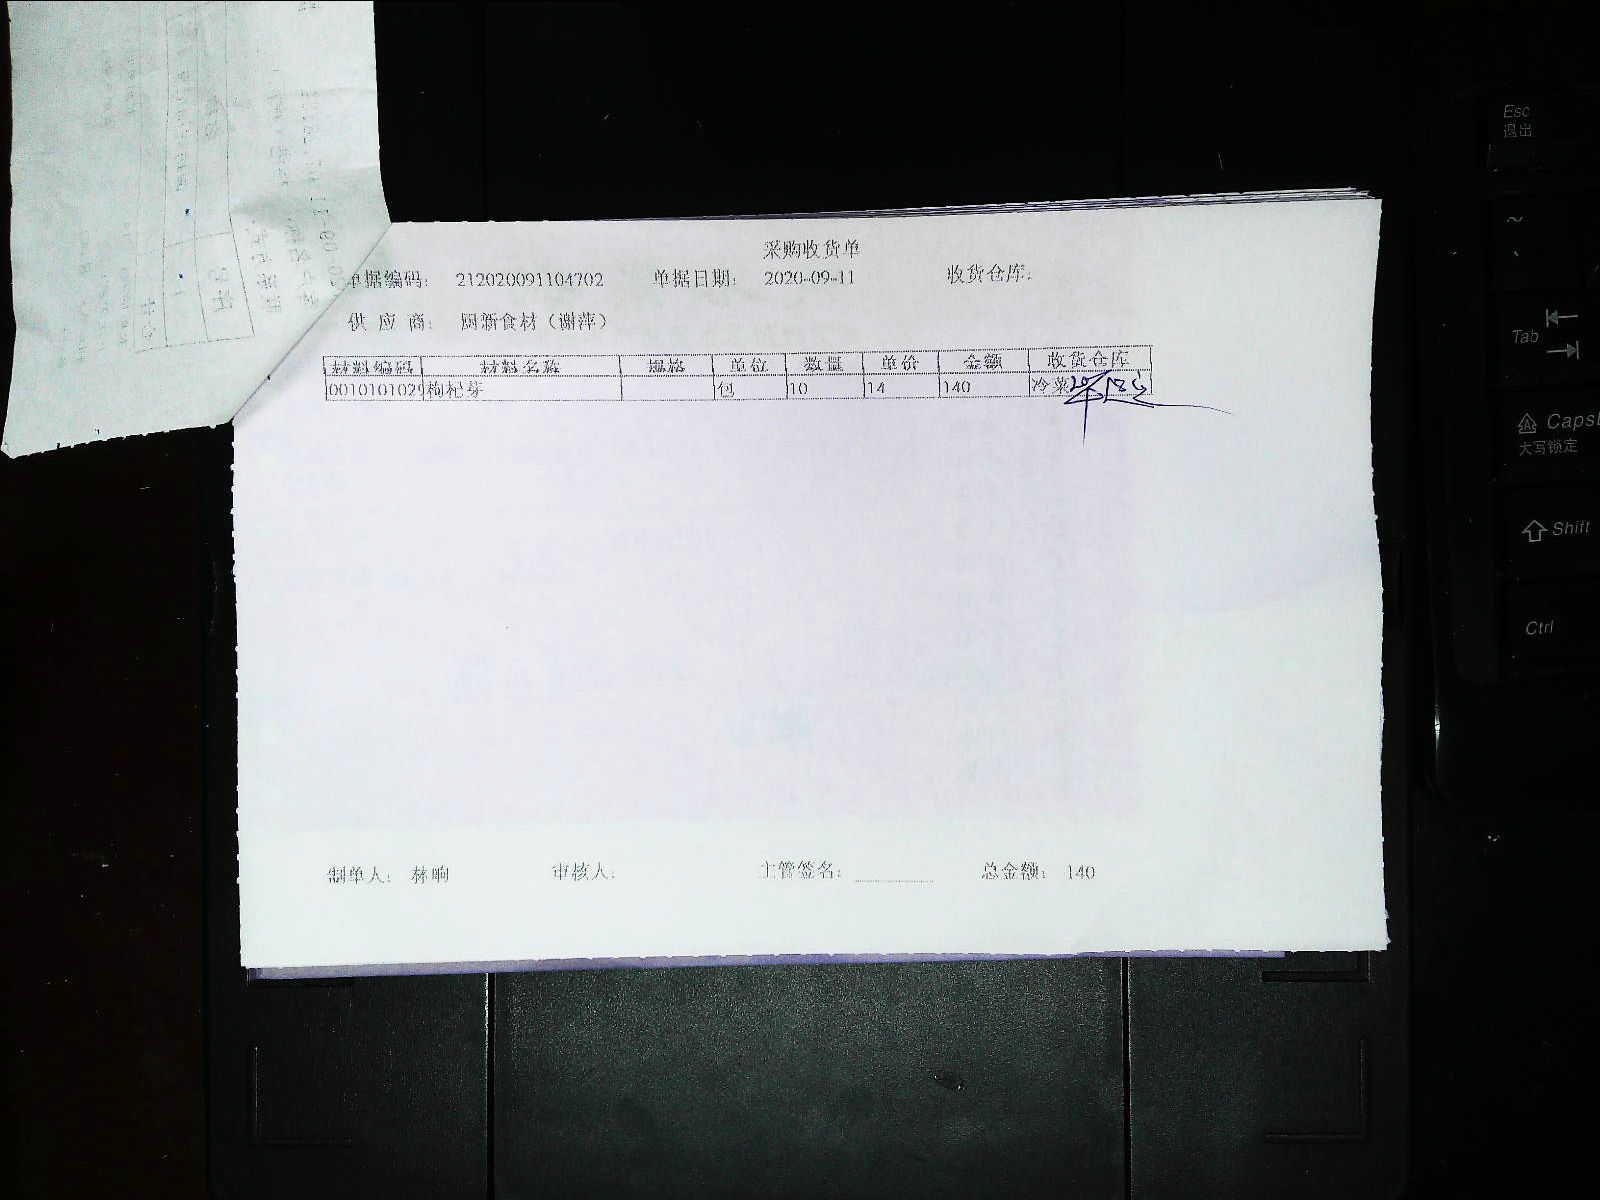 采购收货单
单据编码: 212020091104702 单据日期: 2020-09-11 收货仓库:
供 应 商: 厨新食材（谢萍）
材料编码 材料名称 规格 单位 数量 单价 金额 收货仓库
0010101029 枸杞芽 包 10 14 140 冷菜
制单人: 林响 审核人: 主管签名: 总金额: 140
Esc
退出
~
Tab
CapsL
大写锁定
Shift
Ctrl